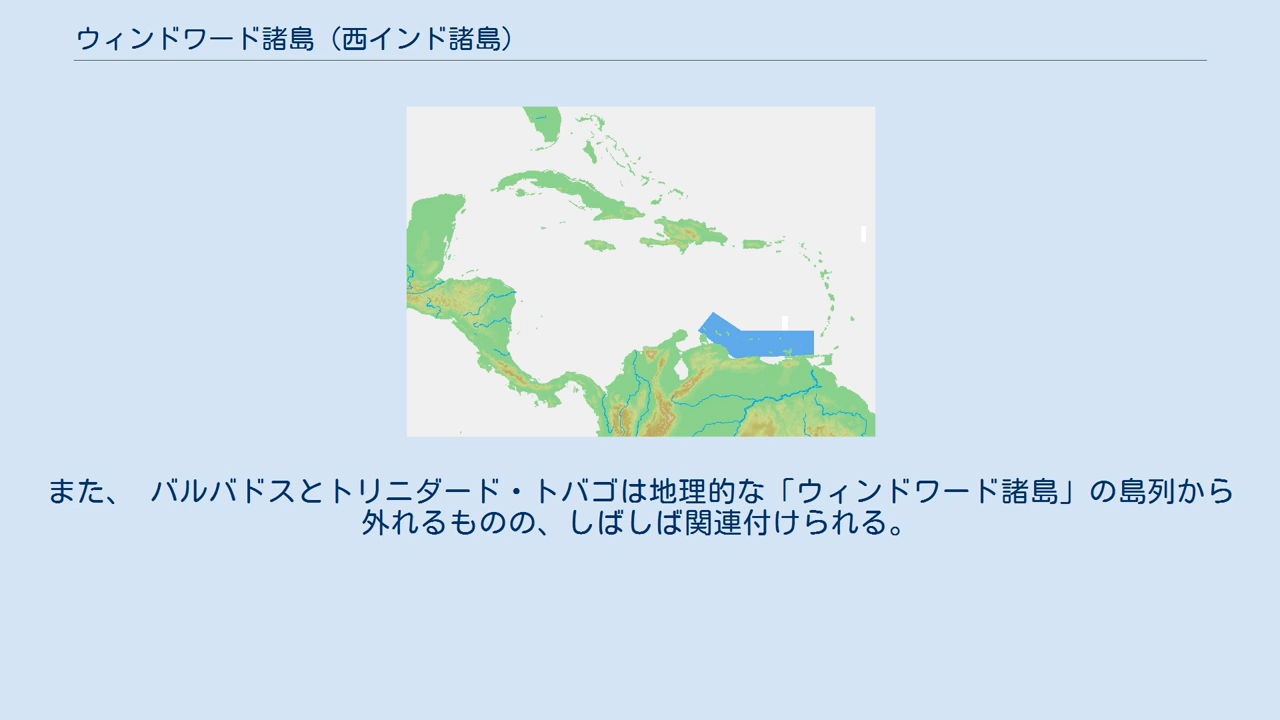 ウィンドワード諸島（西インド諸島）
また、　バルバドスとトリニダード・トバゴは地理的な「ウィンドワード諸島」の島列から
外れるものの、しばしば関連付けられる。